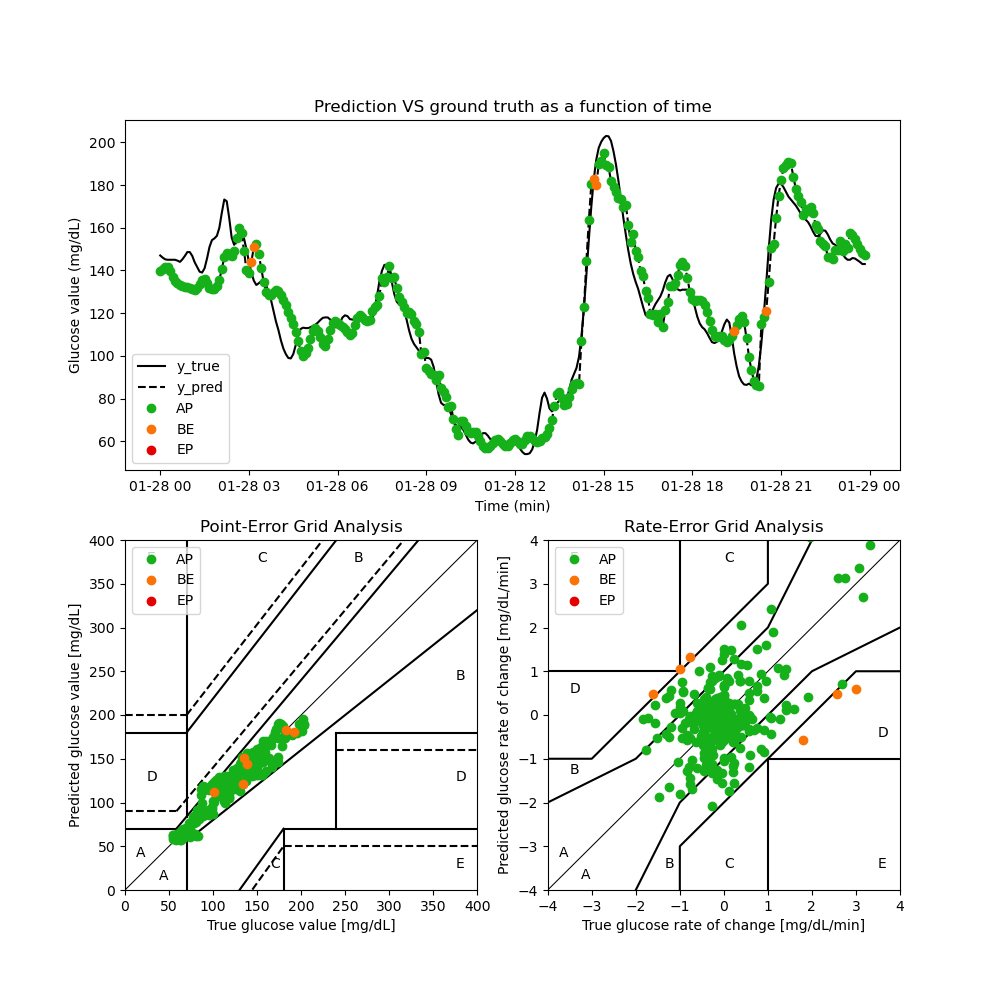 Prediction VS ground truth as a function of time
Glucose value (mg/dL)
200
180
160
140
120
100
80
60
y_true
y_pred
AP
BE
EP
01-28 00 01-28 03 01-28 06 01-28 09 01-28 12 01-28 15 01-28 18 01-28 21 01-29 00
Time (min)
Point-Error Grid Analysis
Predicted glucose value [mg/dl]
400
350
300
250
200
150
100
50
0
AP
BE
EP
C B
B
D D
A
A
C E
0 50 100 150 200 250 300 350 400
True glucose value [mg/dL]
Rate-Error Grid Analysis
Predicted glucose rate of change [mg/dL/min]
4
3
2
1
0
−1
−2
−3
−4
AP
BE
EP
C
D
D
B
A
A
B C E
−4 −3 −2 −1 0 1 2 3 4
True glucose rate of change [mg/dL/min]